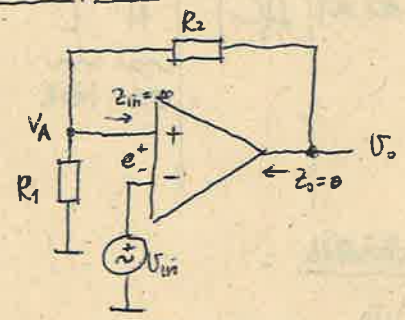 R2
Zin=∞
VA
+
e
+
-
-
Vo
R1
Zo=0
+
~
Vin